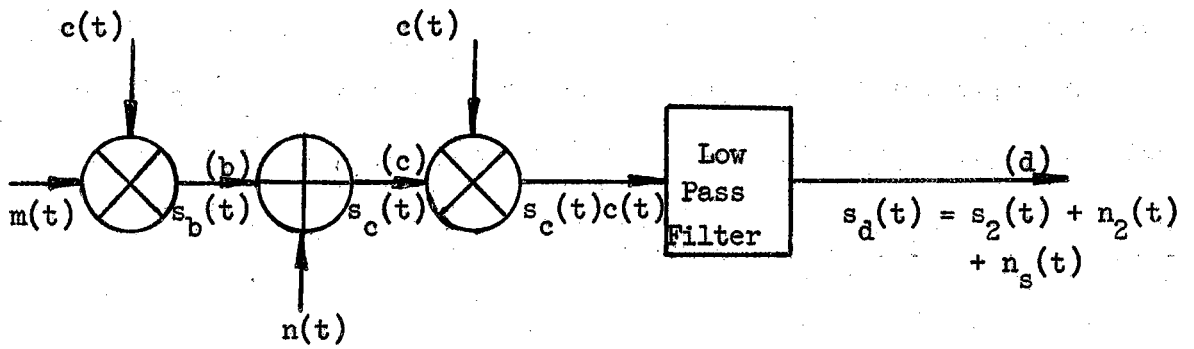 c(t)
c(t)
(b)
(c)
Low
Pass
Filter
(d)
m(t)
s_b(t)
s_c(t)
s_c(t)c(t)
s_d(t) = s_2(t) + n_2(t)
+ n_s(t)
n(t)